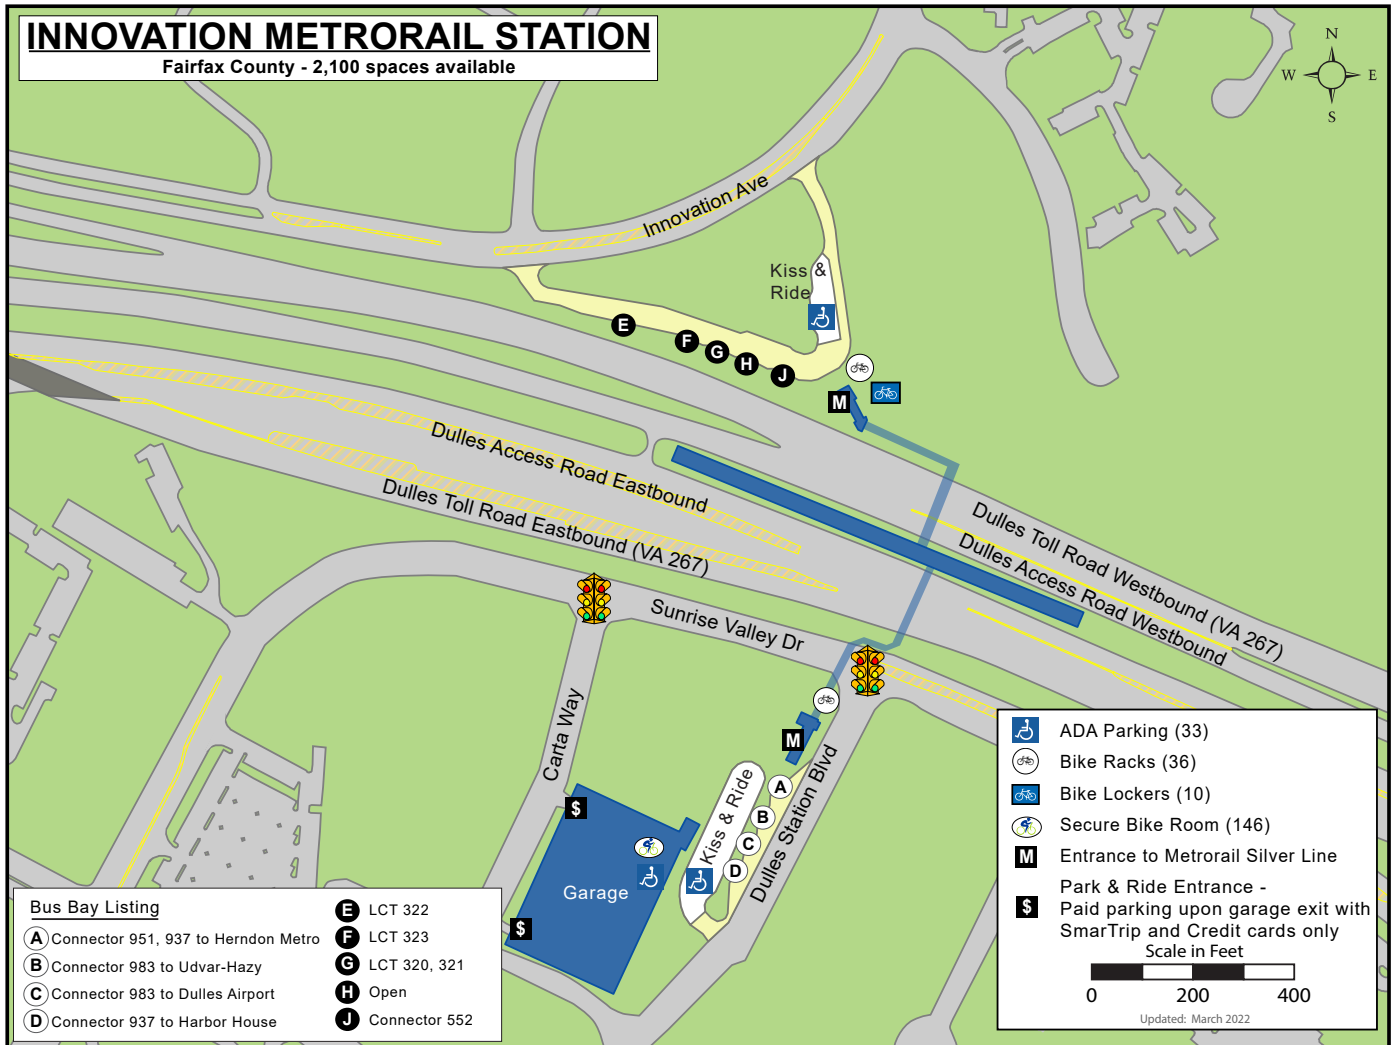 INNOVATION METRORAIL STATION
Fairfax County - 2,100 spaces available
N
W E
S
Innovation Ave
Kiss &
Ride
E
F
G
H
J
M
Dulles Access Road Eastbound
Dulles Toll Road Eastbound (VA 267)
Dulles Toll Road Westbound (VA 267)
Dulles Access Road Westbound
Sunrise Valley Dr
Carta Way
M
Kiss & Ride
A
B
C
D
Dulles Station Blvd
$
Garage
$
Bus Bay Listing
A Connector 951, 937 to Herndon Metro
B Connector 983 to Udvar-Hazy
C Connector 983 to Dulles Airport
D Connector 937 to Harbor House
E LCT 322
F LCT 323
G LCT 320, 321
H Open
J Connector 552
ADA Parking (33)
Bike Racks (36)
Bike Lockers (10)
Secure Bike Room (146)
M Entrance to Metrorail Silver Line
$ Park & Ride Entrance -
Paid parking upon garage exit with
SmarTrip and Credit cards only
Scale in Feet
0 200 400
Updated: March 2022